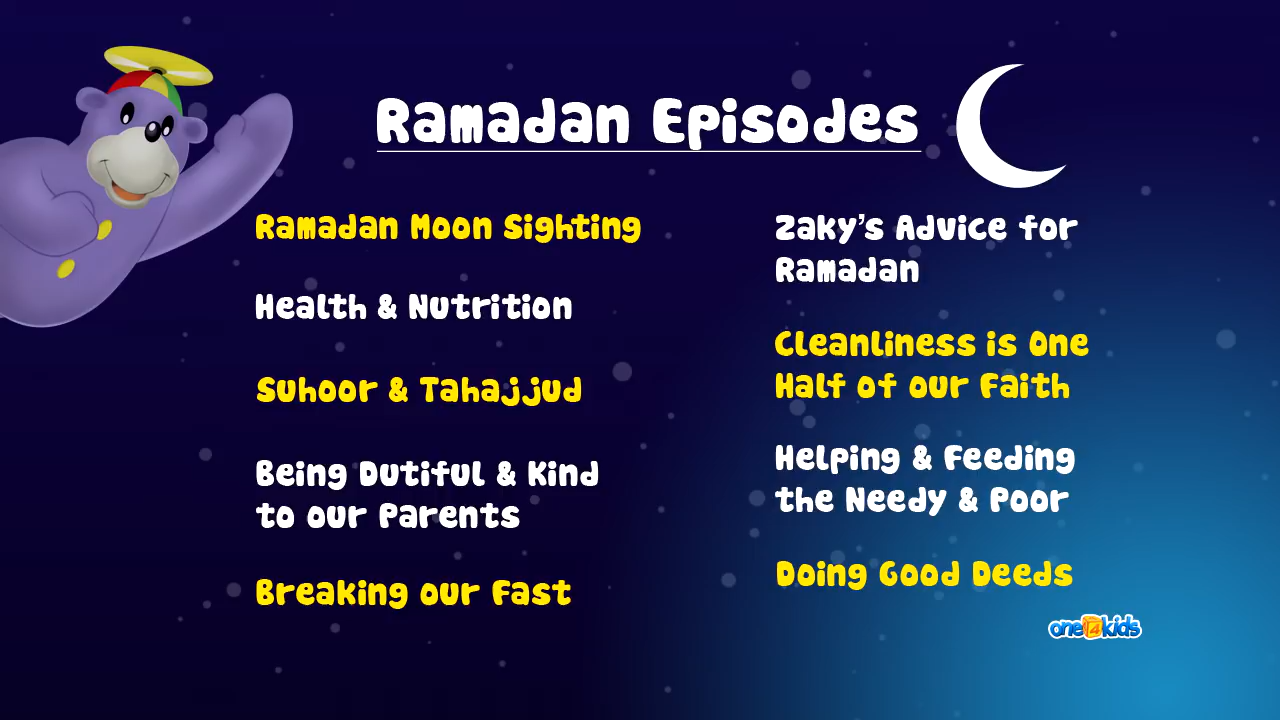 Ramadan Episodes
Ramadan Moon Sighting
Health & Nutrition
Suhoor & Tahajjud
Being Dutiful & Kind
to our Parents
Breaking our Fast
Zaky's Advice for
Ramadan
Cleanliness is One
Half of our Faith
Helping & Feeding
the Needy & Poor
Doing Good Deeds
one4kids